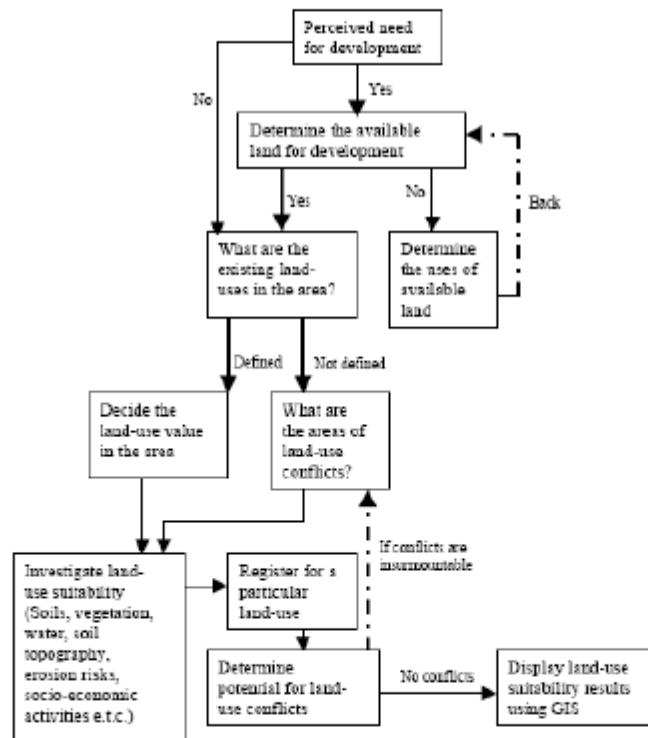 Perceived need
for development
No
Yes
Determine the available
land for development
Yes
No
Back
What are the
existing land-
uses in the area?
Determine
the uses of
available
land
Defined
Not defined
Decide the
land-use value
in the area
What are
the areas of
land-use
conflicts?
If conflicts are
insurmountable
Investigate land-
use suitability
(Soils, vegetation,
water, soil
topography,
erosion risks,
socio-economic
activities e.t.c.)
Register for a
particular
land-use
Determine
potential for land-
use conflicts
No conflicts
Display land-use
suitability results
using GIS